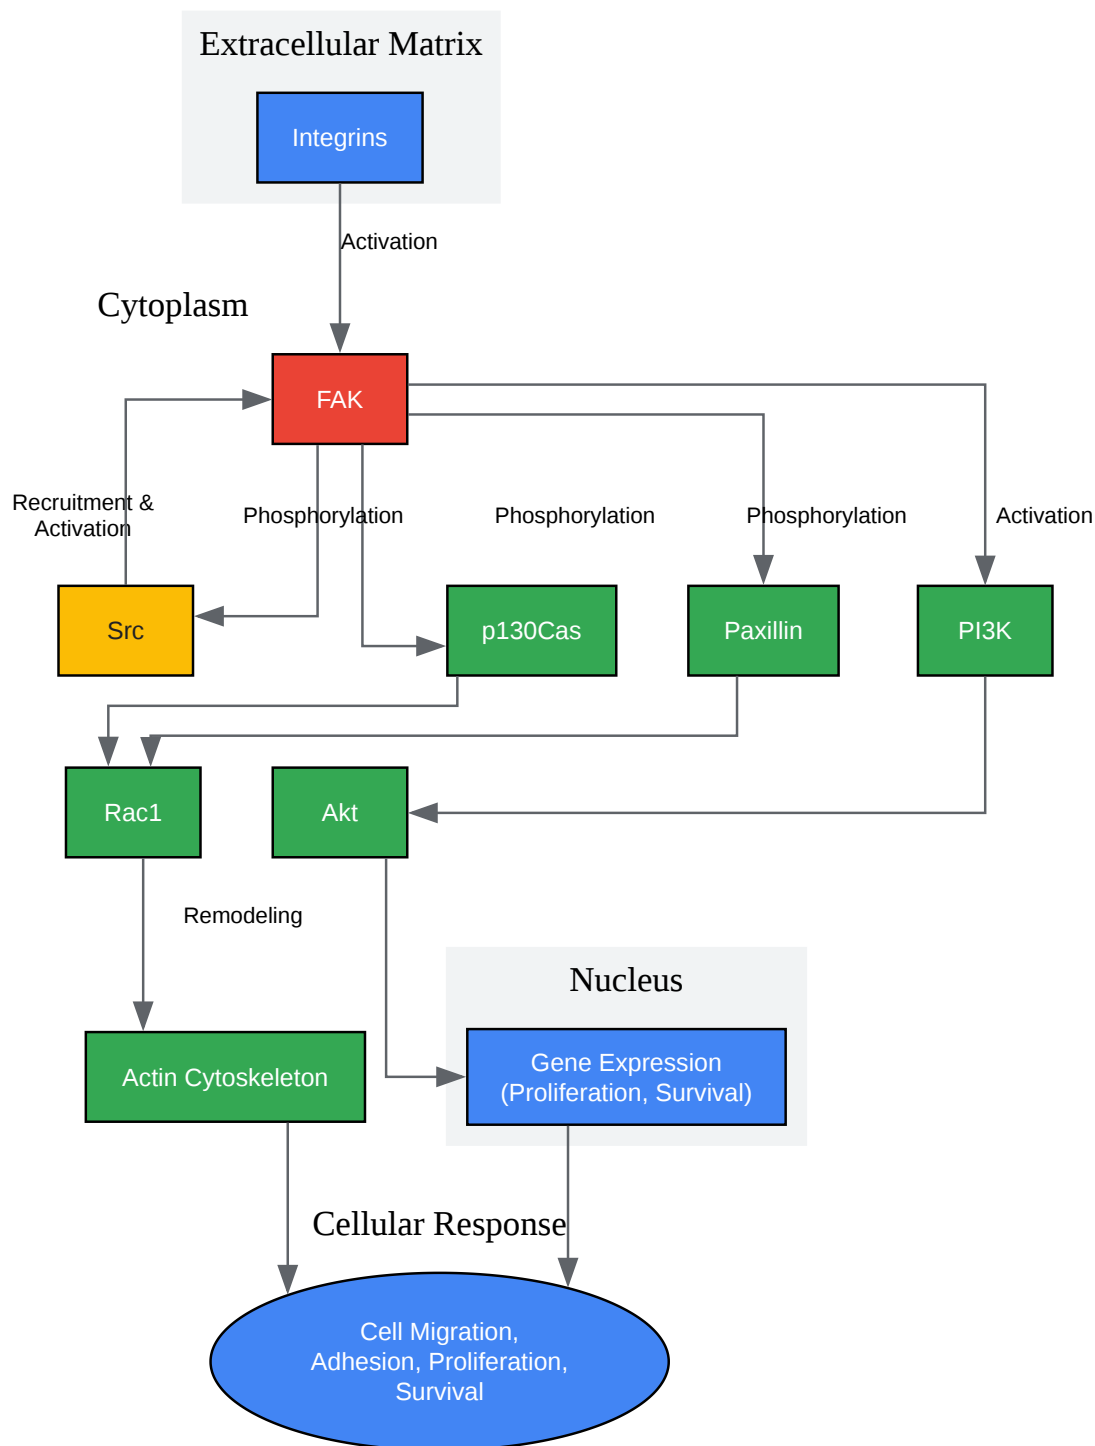 Extracellular Matrix
Integrins
Activation
Cytoplasm
FAK
Recruitment &
Activation
Phosphorylation
Phosphorylation
Phosphorylation
Activation
Src
p130Cas
Paxillin
PI3K
Rac1
Akt
Remodeling
Nucleus
Gene Expression
(Proliferation, Survival)
Actin Cytoskeleton
Cellular Response
Cell Migration,
Adhesion, Proliferation,
Survival